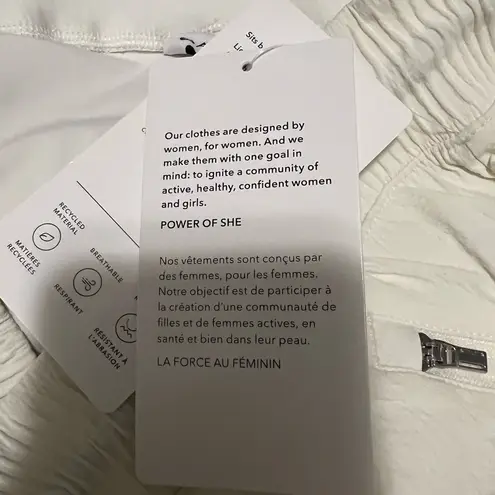 Sits b
Our clothes are designed by
women, for women. And we
make them with one goal in
mind: to ignite a community of
active, healthy, confident women
and girls.
POWER OF SHE
Nos vêtements sont conçus par
des femmes, pour les femmes.
Notre objectif est de participer à
la création d'une communauté de
filles et de femmes actives, en
santé et bien dans leur peau.
LA FORCE AU FÉMININ
RECYCLED
MATERIAL
MATIÈRES
RECYCLÉES
BREATHABLE
RESPIRANT
RÉSISTANT À
L'ABRASION